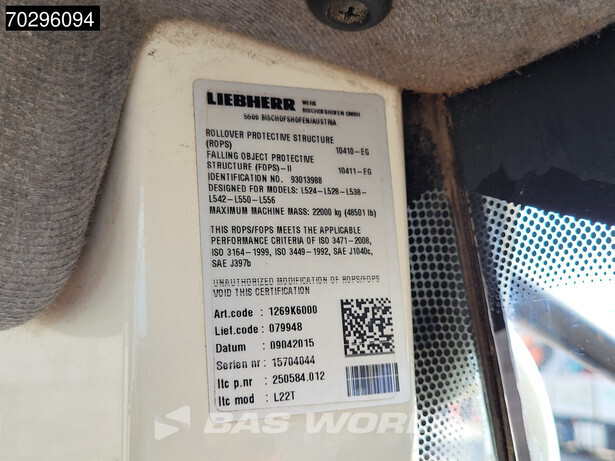 70296094
LIEBHERR WERK
BISCHOFSHOFEN GMBH
5500 BISCHOFSHOFEN/AUSTRIA
ROLLOVER PROTECTIVE STRUCTURE
(ROPS) 10410-EG
FALLING OBJECT PROTECTIVE
STRUCTURE (FOPS)-II 10411-EG
IDENTIFICATION NO. 93013988
DESIGNED FOR MODELS: L524-L528-L538-
L542-L550-L556
MAXIMUM MACHINE MASS: 22000 kg (48501 lb)
THIS ROPS/FOPS MEETS THE APPLICABLE
PERFORMANCE CRITERIA OF ISO 3471-2008,
ISO 3164-1999, ISO 3449-1992, SAE J1040c,
SAE J397b
UNAUTHORIZED MODIFICATION OF ROPS/FOPS
VOID THIS CERTIFICATION
Art.code : 1269K6000
Lief.code : 079948
Datum : 09042015
Serien nr : 15704044
Itc p.nr : 250584.012
Itc mod : L22T
BAS WORLD